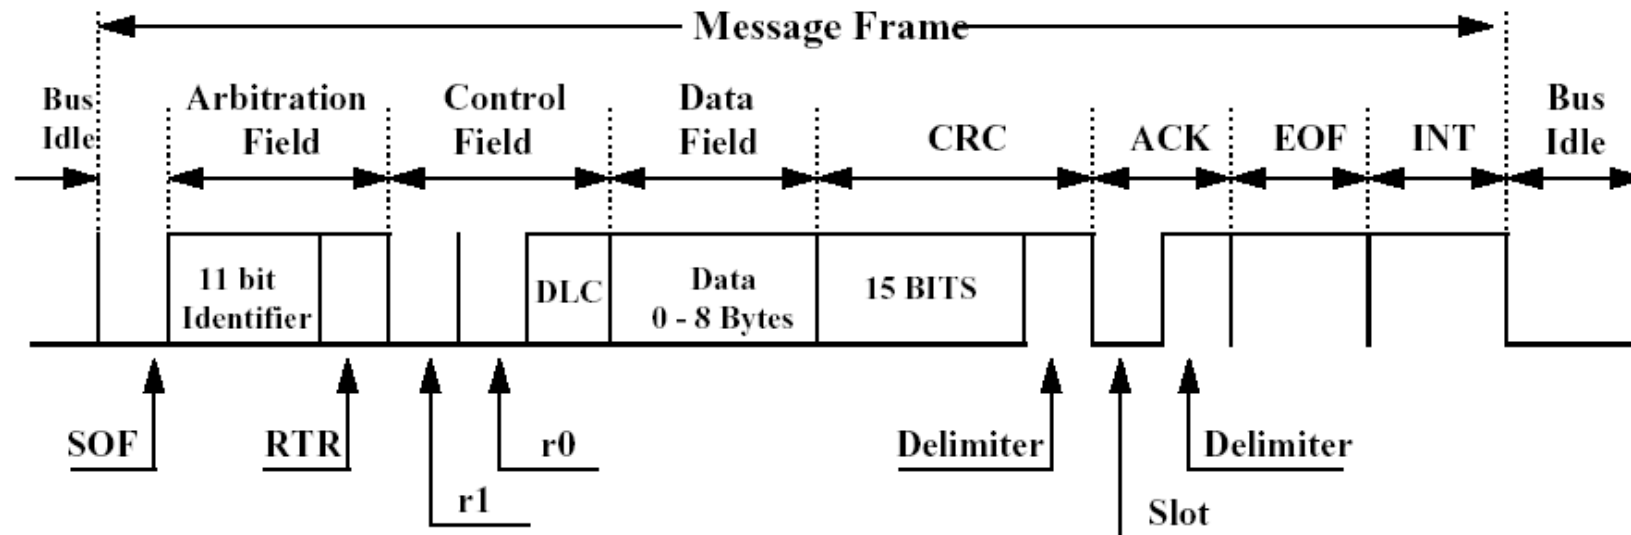 Message Frame
Bus
Idle
Arbitration
Field
Control
Field
Data
Field
CRC
ACK
EOF
INT
Bus
Idle
11 bit
Identifier
DLC
Data
0 - 8 Bytes
15 BITS
SOF
RTR
r0
r1
Delimiter
Delimiter
Slot